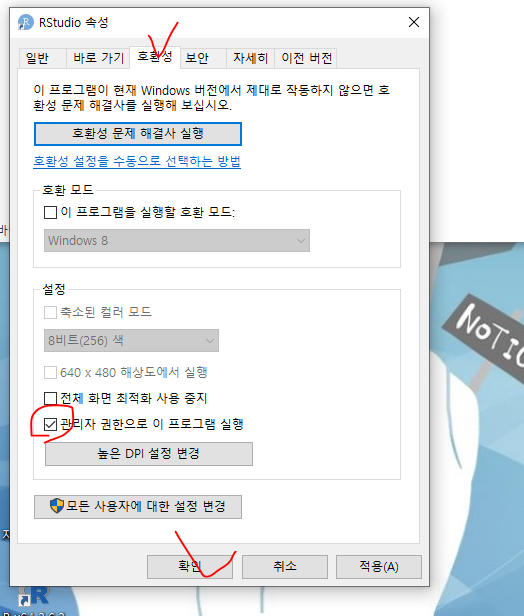 RStudio 속성
일반 바로 가기 호환성 보안 자세히 이전 버전
이 프로그램이 현재 Windows 버전에서 제대로 작동하지 않으면 호
환성 문제 해결사를 실행해 보십시오.
호환성 문제 해결사 실행
호환성 설정을 수동으로 선택하는 방법
호환 모드
이 프로그램을 실행할 호환 모드:
Windows 8
설정
축소된 컬러 모드
8비트(256) 색
640 x 480 해상도에서 실행
전체 화면 최적화 사용 중지
관리자 권한으로 이 프로그램 실행
높은 DPI 설정 변경
모든 사용자에 대한 설정 변경
확인 취소 적용(A)
바
NOTIC